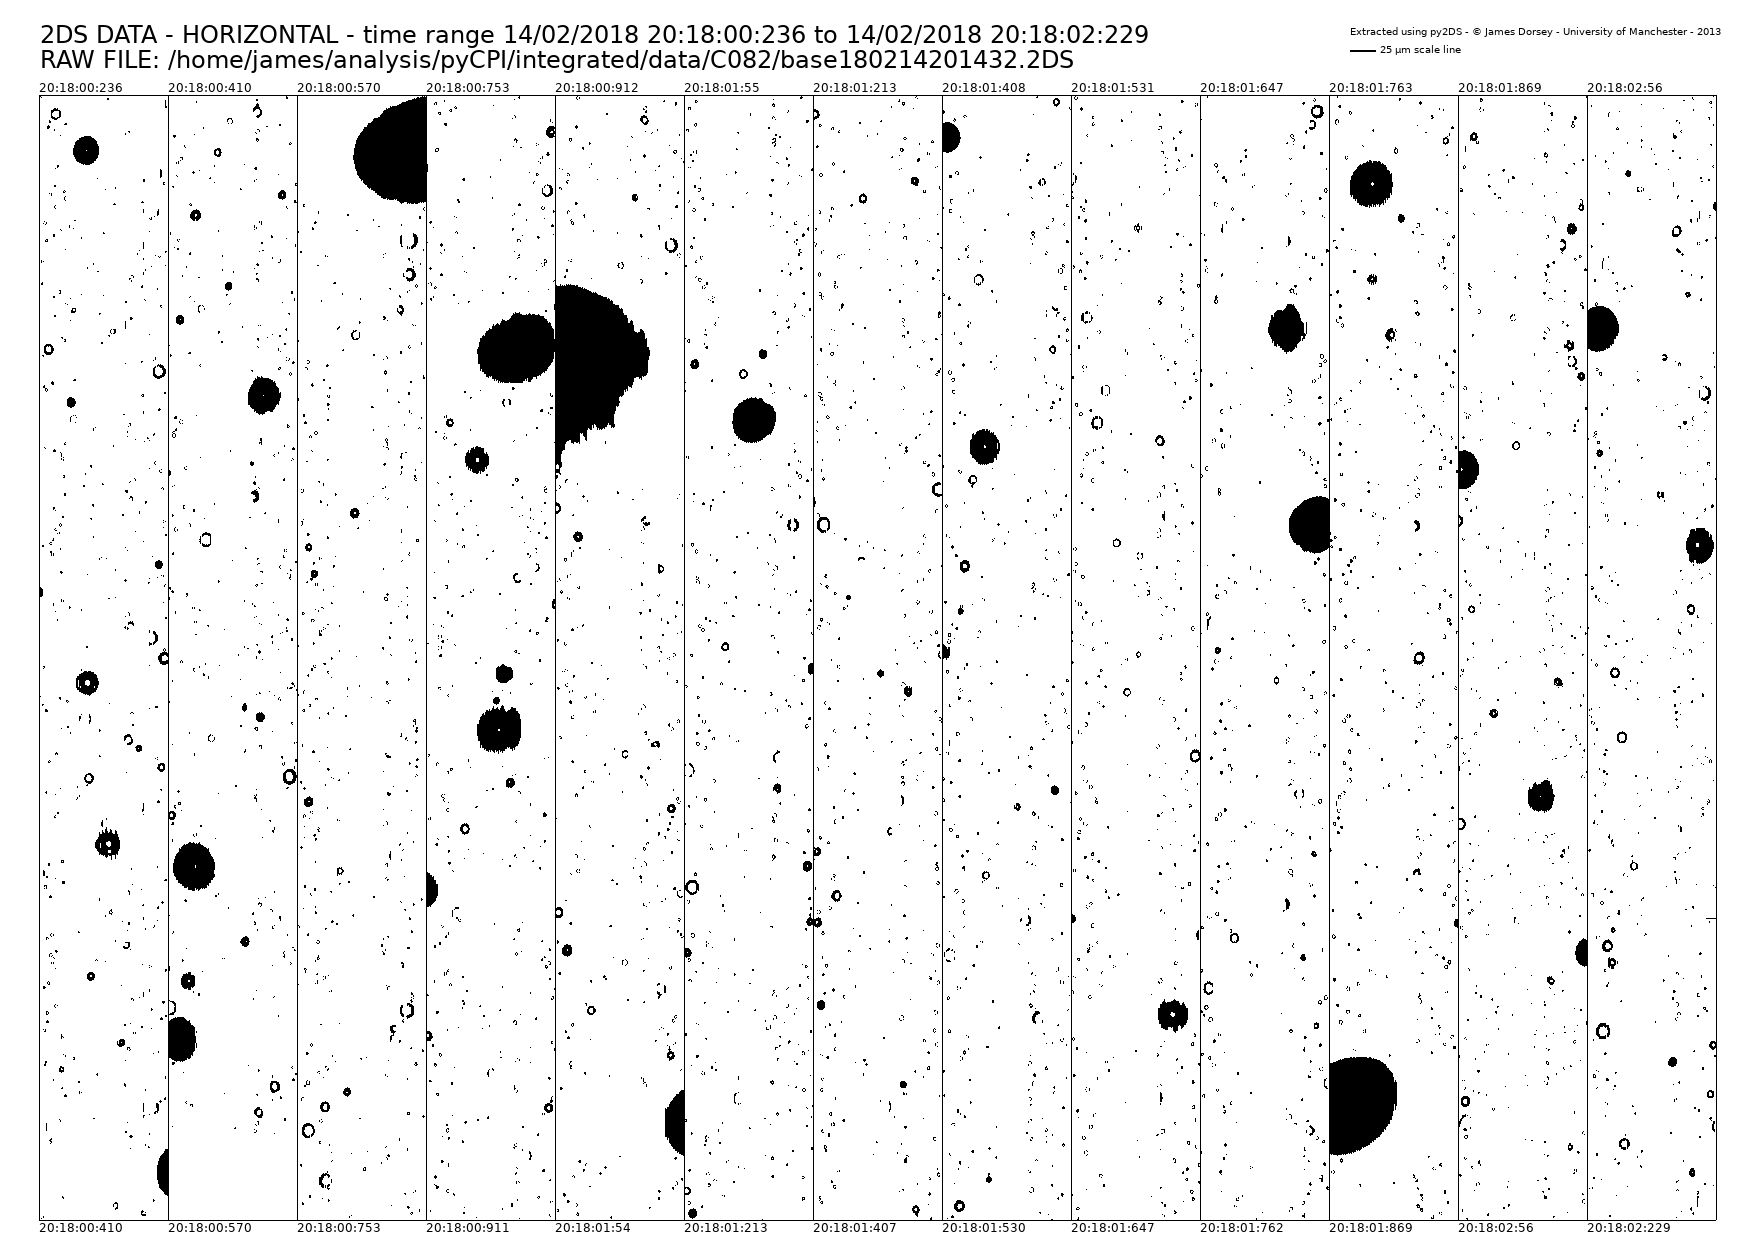 2DS DATA - HORIZONTAL - time range 14/02/2018 20:18:00:236 to 14/02/2018 20:18:02:229
RAW FILE: /home/james/analysis/pyCPI/integrated/data/C082/base180214201432.2DS
Extracted using py2DS - © James Dorsey - University of Manchester - 2013
25 µm scale line
20:18:00:236 20:18:00:410 20:18:00:570 20:18:00:753 20:18:00:912 20:18:01:55 20:18:01:213 20:18:01:408 20:18:01:531 20:18:01:647 20:18:01:763 20:18:01:869 20:18:02:56
20:18:00:410 20:18:00:570 20:18:00:753 20:18:00:911 20:18:01:54 20:18:01:213 20:18:01:407 20:18:01:530 20:18:01:647 20:18:01:762 20:18:01:869 20:18:02:56 20:18:02:229